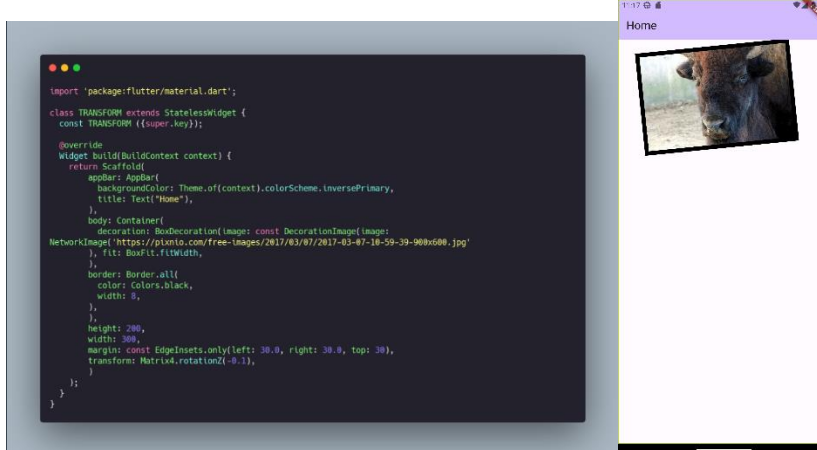 import 'package:flutter/material.dart';
class TRANSFORM extends StatelessWidget {
const TRANSFORM ({super.key});
@override
Widget build(BuildContext context) {
return Scaffold(
appBar: AppBar(
backgroundColor: Theme.of(context).colorScheme.inversePrimary,
title: Text("Home"),
),
body: Container(
decoration: BoxDecoration(image: const DecorationImage(image:
NetworkImage('https://pixnio.com/free-images/2017/03/07/2017-03-07-10-59-39-900x600.jpg'
), fit: BoxFit.fitWidth,
),
border: Border.all(
color: Colors.black,
width: 8,
),
),
height: 200,
width: 300,
margin: const EdgeInsets.only(left: 30.0, right: 30.0, top: 30),
transform: Matrix4.rotationZ(-0.1),
)
);
}
}
11:17
Home